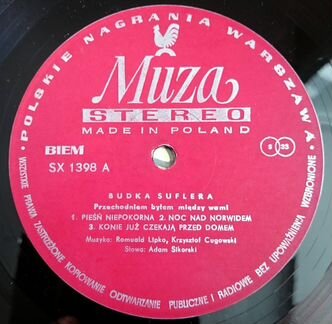 POLSKIE NAGRANIA WARSZAWA
Muza
STEREO
MADE IN POLAND
BIEM
SX 1398 A
33
BUDKA SUFLERA
Przechodniem byłem między wami
1. PIEŚŃ NIEPOKORNA 2. NOC NAD NORWIDEM
3. KONIE JUŻ CZEKAJĄ PRZED DOMEM
Muzyka: Romuald Lipko, Krzysztof Cugowski
Słowa: Adam Sikorski
WSZELKIE PRAWA ZASTRZEŻONE KOPIOWANIE ODTWARZANIE PUBLICZNE I RADIOWE BEZ UPOWAŻNIENIA WZBRONIONE